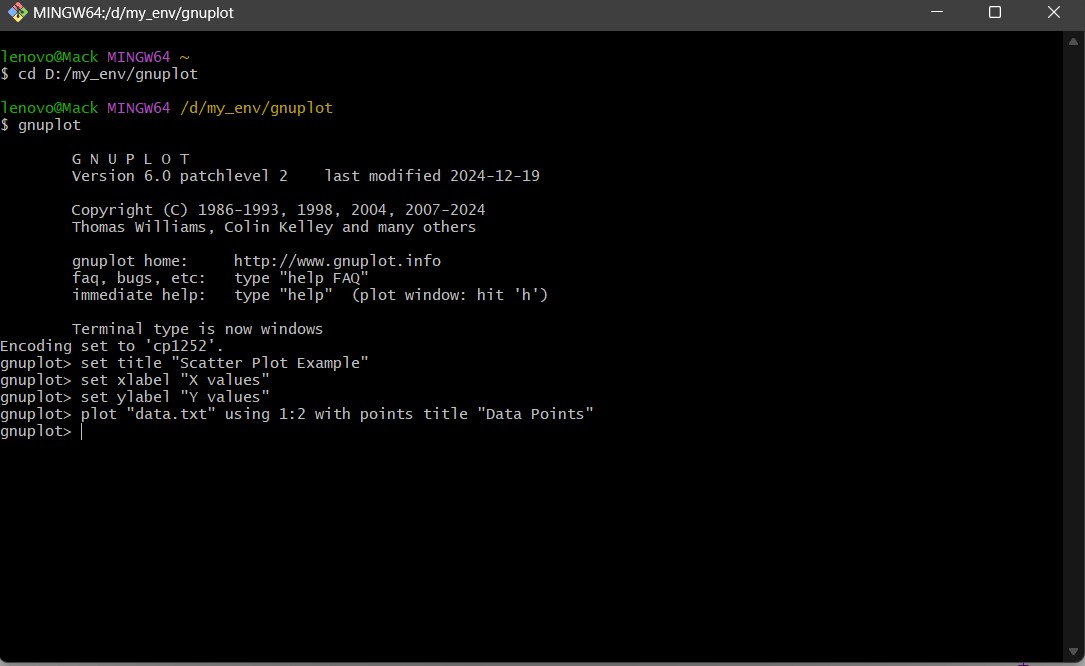 MINGW64:/d/my_env/gnuplot
lenovo@Mack MINGW64 ~
$ cd D:/my_env/gnuplot
lenovo@Mack MINGW64 /d/my_env/gnuplot
$ gnuplot
G N U P L O T
Version 6.0 patchlevel 2    last modified 2024-12-19
Copyright (C) 1986-1993, 1998, 2004, 2007-2024
Thomas Williams, Colin Kelley and many others
gnuplot home:     http://www.gnuplot.info
faq, bugs, etc:   type "help FAQ"
immediate help:   type "help"  (plot window: hit 'h')
Terminal type is now windows
Encoding set to 'cp1252'.
gnuplot> set title "Scatter Plot Example"
gnuplot> set xlabel "X values"
gnuplot> set ylabel "Y values"
gnuplot> plot "data.txt" using 1:2 with points title "Data Points"
gnuplot>